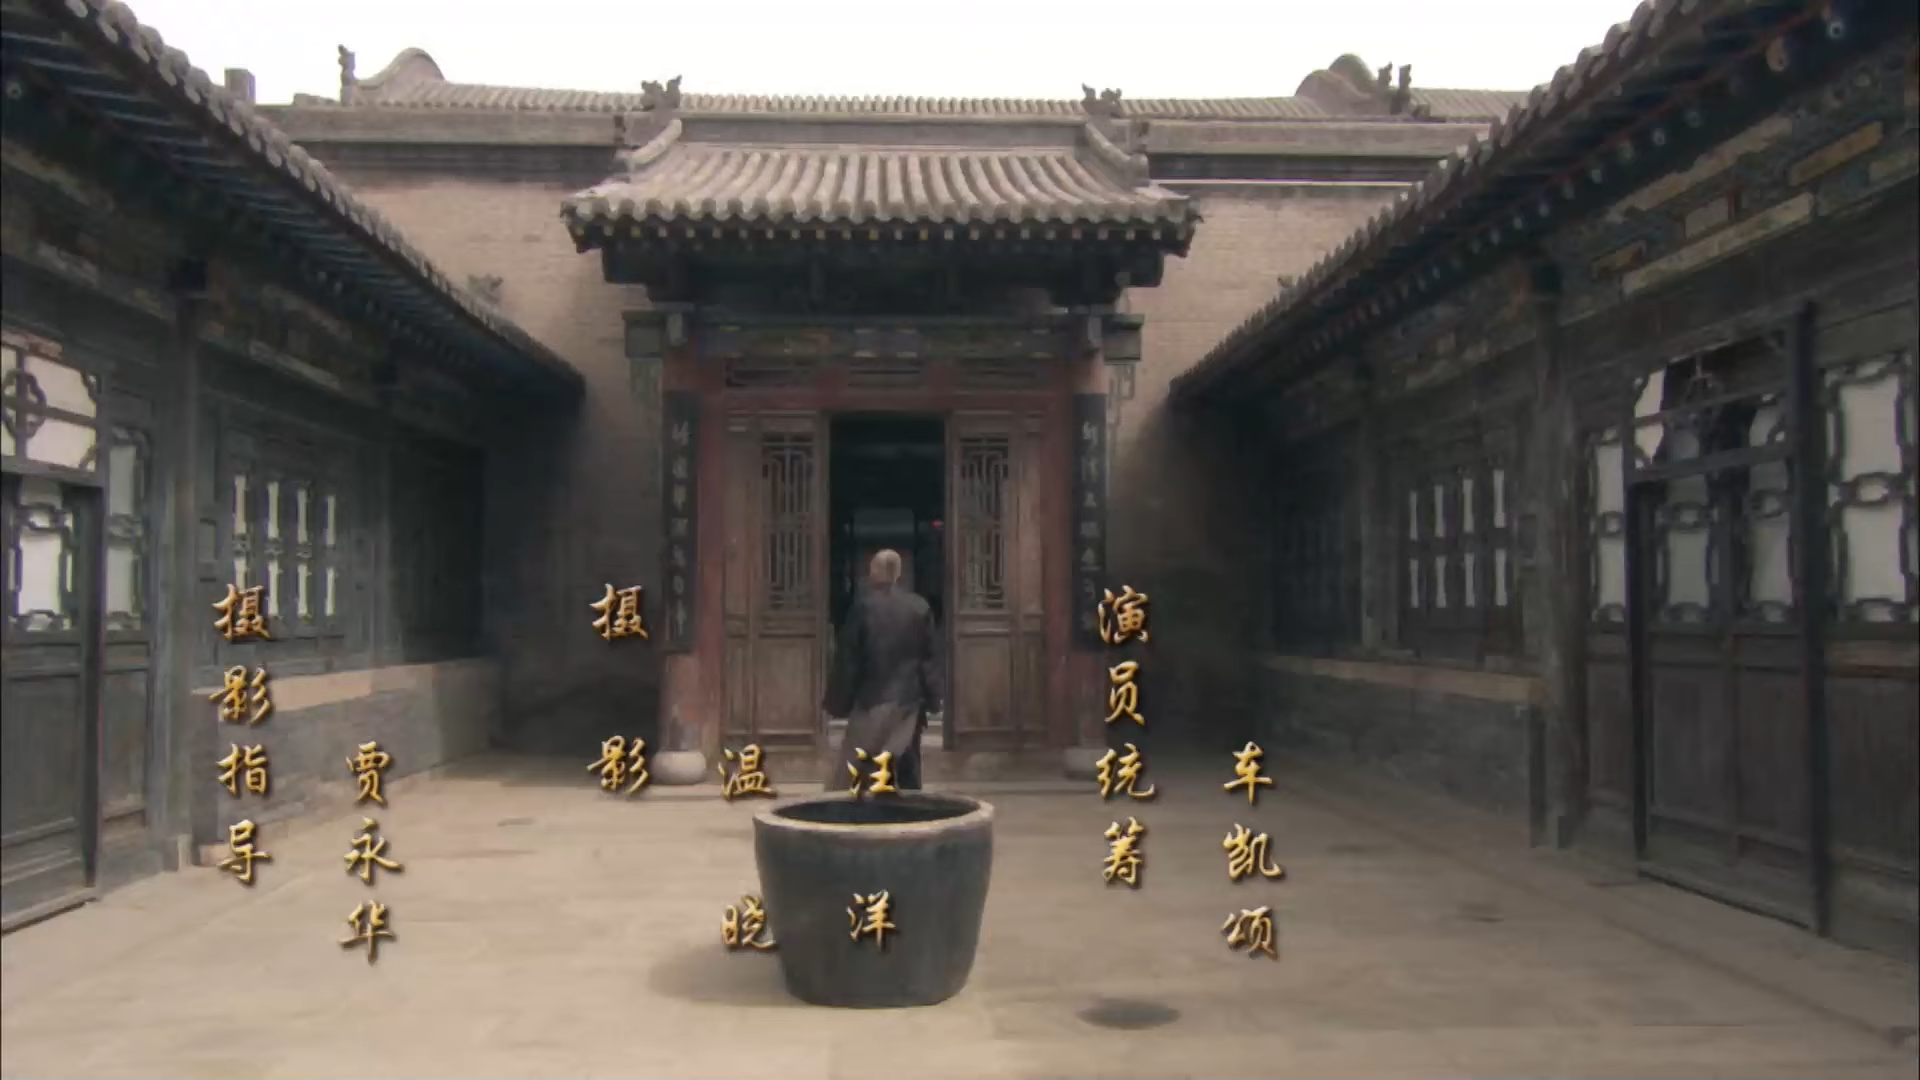 摄影指导
贾永华
摄影
温晓
汪洋
演员统筹
车凯颂